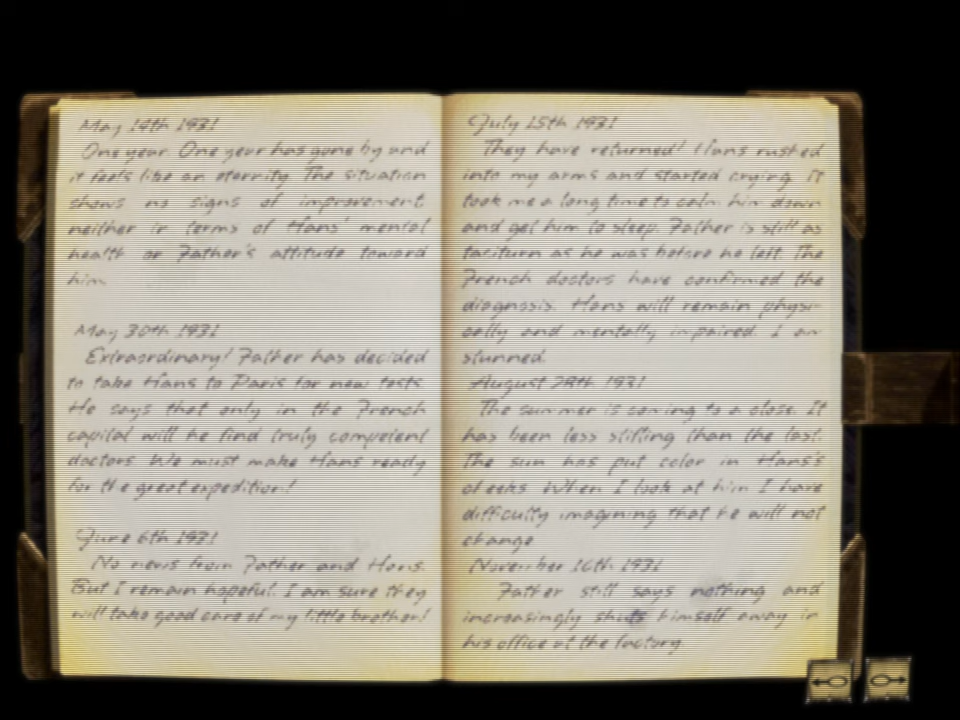 May 14th 1931
One year. One year has gone by and
it feels like an eternity. The situation
shows no signs of improvement,
neither in terms of Hans' mental
health or Father's attitude toward
him.
May 30th 1931
Extraordinary! Father has decided
to take Hans to Paris for new tests.
He says that only in the French
capital will he find truly competent
doctors. We must make Hans ready
for the great expedition!
June 6th 1931
No news from Father and Hans.
But I remain hopeful. I am sure they
will take good care of my little brother!
July 15th 1931
They have returned! Hans rushed
into my arms and started crying. It
took me a long time to calm him down
and get him to sleep. Father is still as
taciturn as he was before he left. The
French doctors have confirmed the
diagnosis. Hans will remain physi-
cally and mentally impaired. I am
stunned.
August 28th 1931
The summer is coming to a close. It
has been less stifling than the last.
The sun has put color in Hans's
cheeks. When I look at him I have
difficulty imagining that he will not
change.
November 16th 1931
Father still says nothing and
increasingly shuts himself away in
his office at the factory.